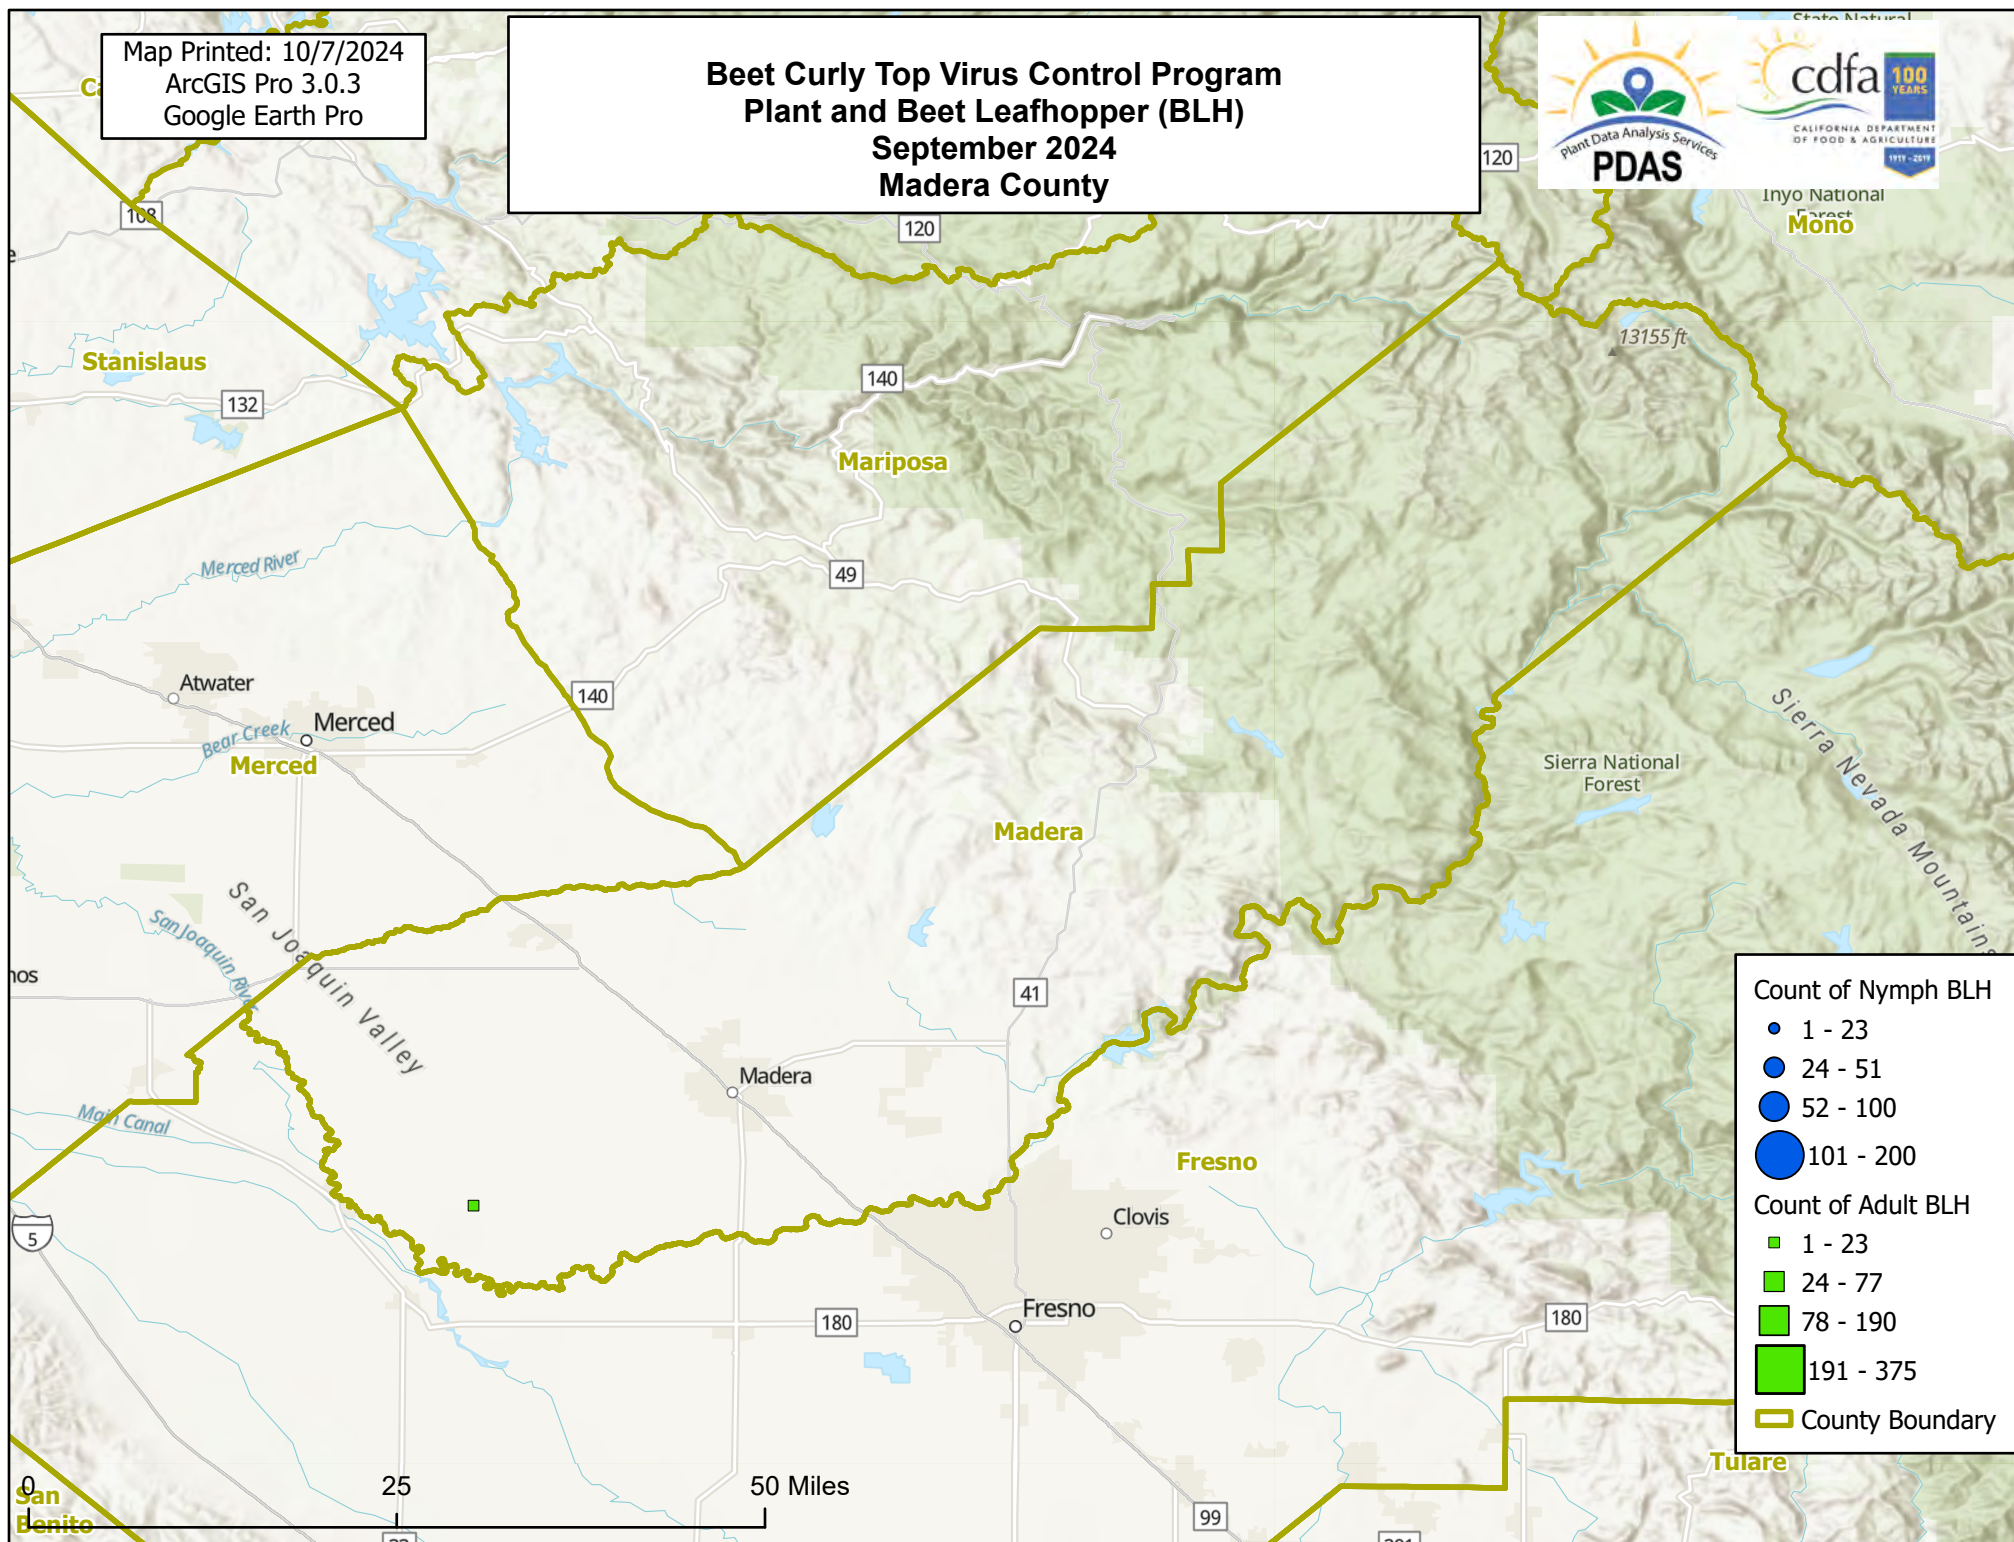 Map Printed: 10/7/2024
ArcGIS Pro 3.0.3
Google Earth Pro
Beet Curly Top Virus Control Program
Plant and Beet Leafhopper (BLH)
September 2024
Madera County
Plant Data Analysis Services
PDAS
cdfa
100
YEARS
CALIFORNIA DEPARTMENT
OF FOOD & AGRICULTURE
1919 - 2019
State Natural
Inyo National
Forest
Mono
108
120
120
13155 ft
Stanislaus
132
140
Mariposa
Merced River
49
Atwater
140
Merced
Bear Creek
Merced
Sierra National
Forest
Sierra Nevada Mountains
Madera
San Joaquin Valley
San Joaquin River
41
Madera
Main Canal
Fresno
Clovis
5
Fresno
180
180
Count of Nymph BLH
1 - 23
24 - 51
52 - 100
101 - 200
Count of Adult BLH
1 - 23
24 - 77
78 - 190
191 - 375
County Boundary
Tulare
0 25 50 Miles
San
Benito
99